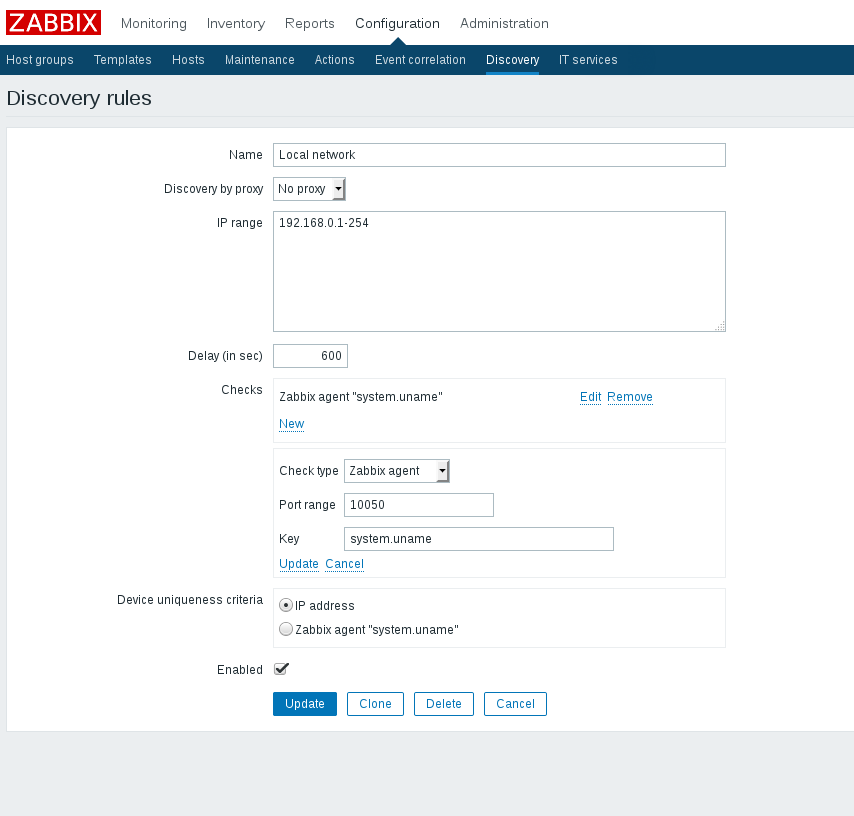 ZABBIX Monitoring Inventory Reports Configuration Administration
Host groups Templates Hosts Maintenance Actions Event correlation Discovery IT services
Discovery rules
Name Local network
Discovery by proxy No proxy
IP range 192.168.0.1-254
Delay (in sec) 600
Checks
Zabbix agent "system.uname" Edit Remove
New
Check type Zabbix agent
Port range 10050
Key system.uname
Update Cancel
Device uniqueness criteria
IP address
Zabbix agent "system.uname"
Enabled
Update Clone Delete Cancel